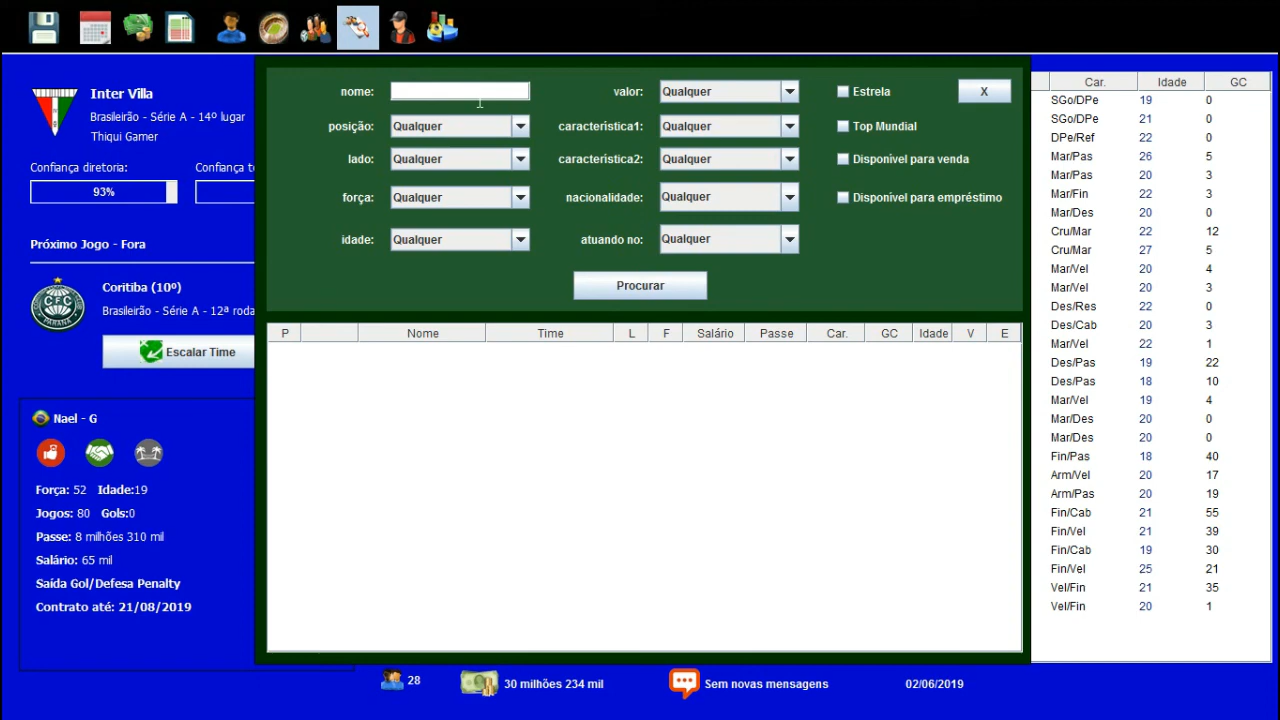 Inter Villa
Brasileirão - Série A - 14º lugar
Thiqui Gamer
Confiança diretoria:
Confiança to
93%
Próximo Jogo - Fora
CFC
PARANÁ
Coritiba (10º)
Brasileirão - Série A - 12ª roda
Escalar Time
Nael - G
Força: 52 Idade:19
Jogos: 80 Gols:0
Passe: 8 milhões 310 mil
Salário: 65 mil
Saída Gol/Defesa Penalty
Contrato até: 21/08/2019
nome: valor: Qualquer Estrela X
posição: Qualquer característica1: Qualquer Top Mundial
lado: Qualquer característica2: Qualquer Disponível para venda
força: Qualquer nacionalidade: Qualquer Disponível para empréstimo
idade: Qualquer atuando no: Qualquer
Procurar
P Nome Time L F Salário Passe Car. GC Idade V E
Car. Idade GC
SGo/DPe 19 0
SGo/DPe 21 0
DPe/Ref 22 0
Mar/Pas 26 5
Mar/Pas 20 3
Mar/Fin 22 3
Mar/Des 20 0
Cru/Mar 22 12
Cru/Mar 27 5
Mar/Vel 20 4
Mar/Vel 20 3
Des/Res 22 0
Des/Cab 20 3
Mar/Vel 22 1
Des/Pas 19 22
Des/Pas 18 10
Mar/Vel 19 4
Mar/Des 20 0
Mar/Des 20 0
Fin/Pas 18 40
Arm/Vel 20 17
Arm/Pas 20 19
Fin/Cab 21 55
Fin/Vel 21 39
Fin/Cab 19 30
Fin/Vel 25 21
Vel/Fin 21 35
Vel/Fin 20 1
28 30 milhões 234 mil Sem novas mensagens 02/06/2019